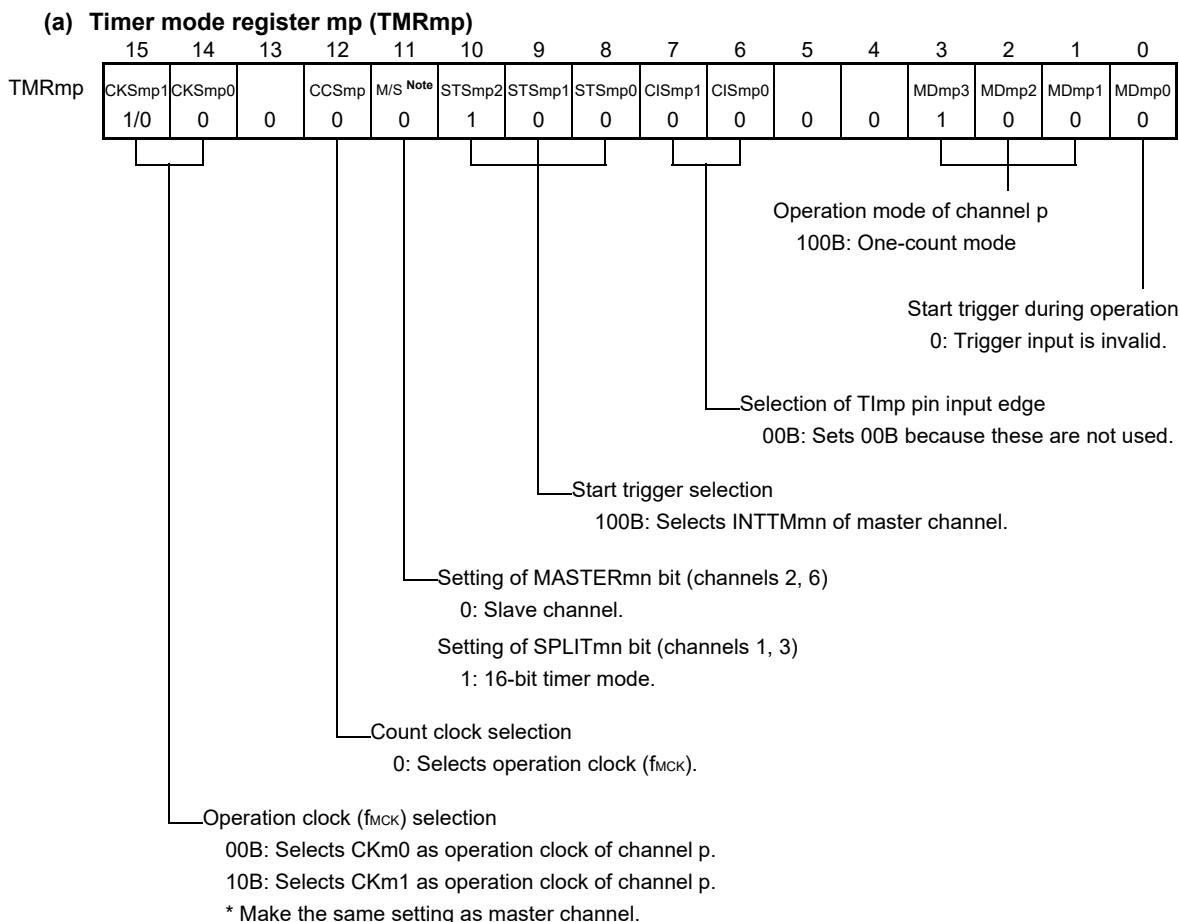 (a) Timer mode register mp (TMRmp)
15 14 13 12 11 10 9 8 7 6 5 4 3 2 1 0
TMRmp CKSmp1 CKSmp0 CCSmp M/S Note STSmp2 STSmp1 STSmp0 CISmp1 CISmp0 MDmp3 MDmp2 MDmp1 MDmp0
1/0 0 0 0 0 1 0 0 0 0 0 0 1 0 0 0
Operation mode of channel p
100B: One-count mode
Start trigger during operation
0: Trigger input is invalid.
Selection of TImp pin input edge
00B: Sets 00B because these are not used.
Start trigger selection
100B: Selects INTTMmn of master channel.
Setting of MASTERmn bit (channels 2, 6)
0: Slave channel.
Setting of SPLITmn bit (channels 1, 3)
1: 16-bit timer mode.
Count clock selection
0: Selects operation clock (fMCK).
Operation clock (fMCK) selection
00B: Selects CKm0 as operation clock of channel p.
10B: Selects CKm1 as operation clock of channel p.
* Make the same setting as master channel.